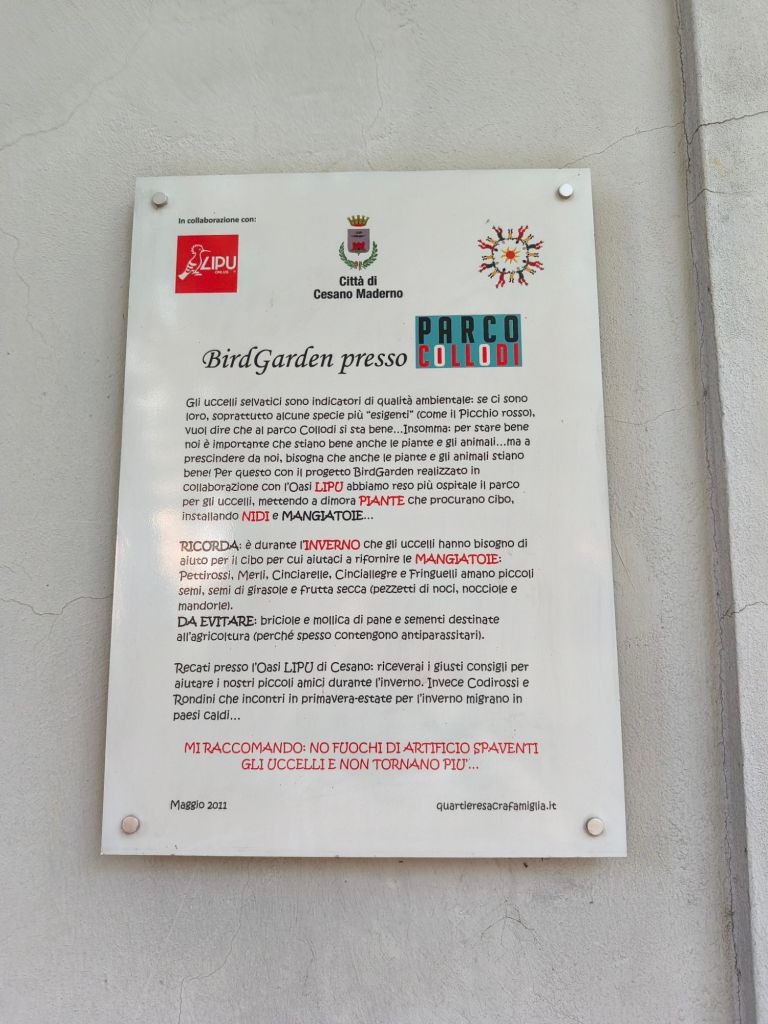 In collaborazione con:
LIPU
ONLUS
Città di
Cesano Maderno
PARCO
COLLODI
BirdGarden presso
Gli uccelli selvatici sono indicatori di qualità ambientale: se ci sono
loro, soprattutto alcune specie più "esigenti" (come il Picchio rosso),
vuol dire che al parco Collodi si sta bene...Insomma: per stare bene
noi è importante che stiano bene anche le piante e gli animali...ma a
prescindere da noi, bisogna che anche le piante e gli animali stiano
bene! Per questo con il progetto BirdGarden realizzato in
collaborazione con l'Oasi LIPU abbiamo reso più ospitale il parco
per gli uccelli, mettendo a dimora PIANTE che procurano cibo,
installando NIDI e MANGIATOIE...
RICORDA: è durante l'INVERNO che gli uccelli hanno bisogno di
aiuto per il cibo per cui aiutaci a rifornire le MANGIATOIE:
Pettirossi, Merli, Cinciarelle, Cinciallegre e Fringuelli amano piccoli
semi, semi di girasole e frutta secca (pezzetti di noci, nocciole e
mandorle).
DA EVITARE: briciole e mollica di pane e sementi destinate
all'agricoltura (perché spesso contengono antiparassitari).
Recati presso l'Oasi LIPU di Cesano: riceverai i giusti consigli per
aiutare i nostri piccoli amici durante l'inverno. Invece Codirossi e
Rondini che incontri in primavera-estate per l'inverno migrano in
paesi caldi...
MI RACCOMANDO: NO FUOCHI DI ARTIFICIO SPAVENTI
GLI UCCELLI E NON TORNANO PIU'...
Maggio 2011
quartieresacrafamiglia.it